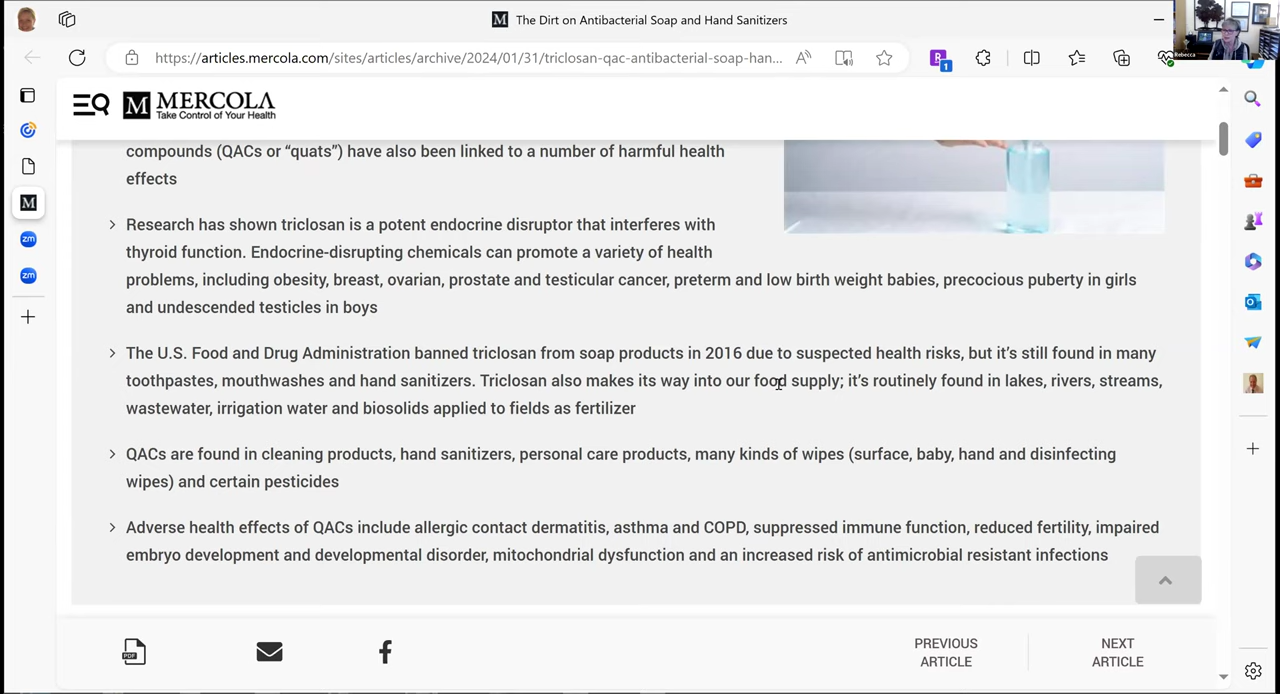 M The Dirt on Antibacterial Soap and Hand Sanitizers
Rebecca
https://articles.mercola.com/sites/articles/archive/2024/01/31/triclosan-qac-antibacterial-soap-han...
1
M MERCOLA
Take Control of Your Health
compounds (QACs or “quats”) have also been linked to a number of harmful health
effects
Research has shown triclosan is a potent endocrine disruptor that interferes with
thyroid function. Endocrine-disrupting chemicals can promote a variety of health
problems, including obesity, breast, ovarian, prostate and testicular cancer, preterm and low birth weight babies, precocious puberty in girls
and undescended testicles in boys
The U.S. Food and Drug Administration banned triclosan from soap products in 2016 due to suspected health risks, but it’s still found in many
toothpastes, mouthwashes and hand sanitizers. Triclosan also makes its way into our food supply; it’s routinely found in lakes, rivers, streams,
wastewater, irrigation water and biosolids applied to fields as fertilizer
QACs are found in cleaning products, hand sanitizers, personal care products, many kinds of wipes (surface, baby, hand and disinfecting
wipes) and certain pesticides
Adverse health effects of QACs include allergic contact dermatitis, asthma and COPD, suppressed immune function, reduced fertility, impaired
embryo development and developmental disorder, mitochondrial dysfunction and an increased risk of antimicrobial resistant infections
M
zm
zm
PDF
PREVIOUS
ARTICLE
NEXT
ARTICLE